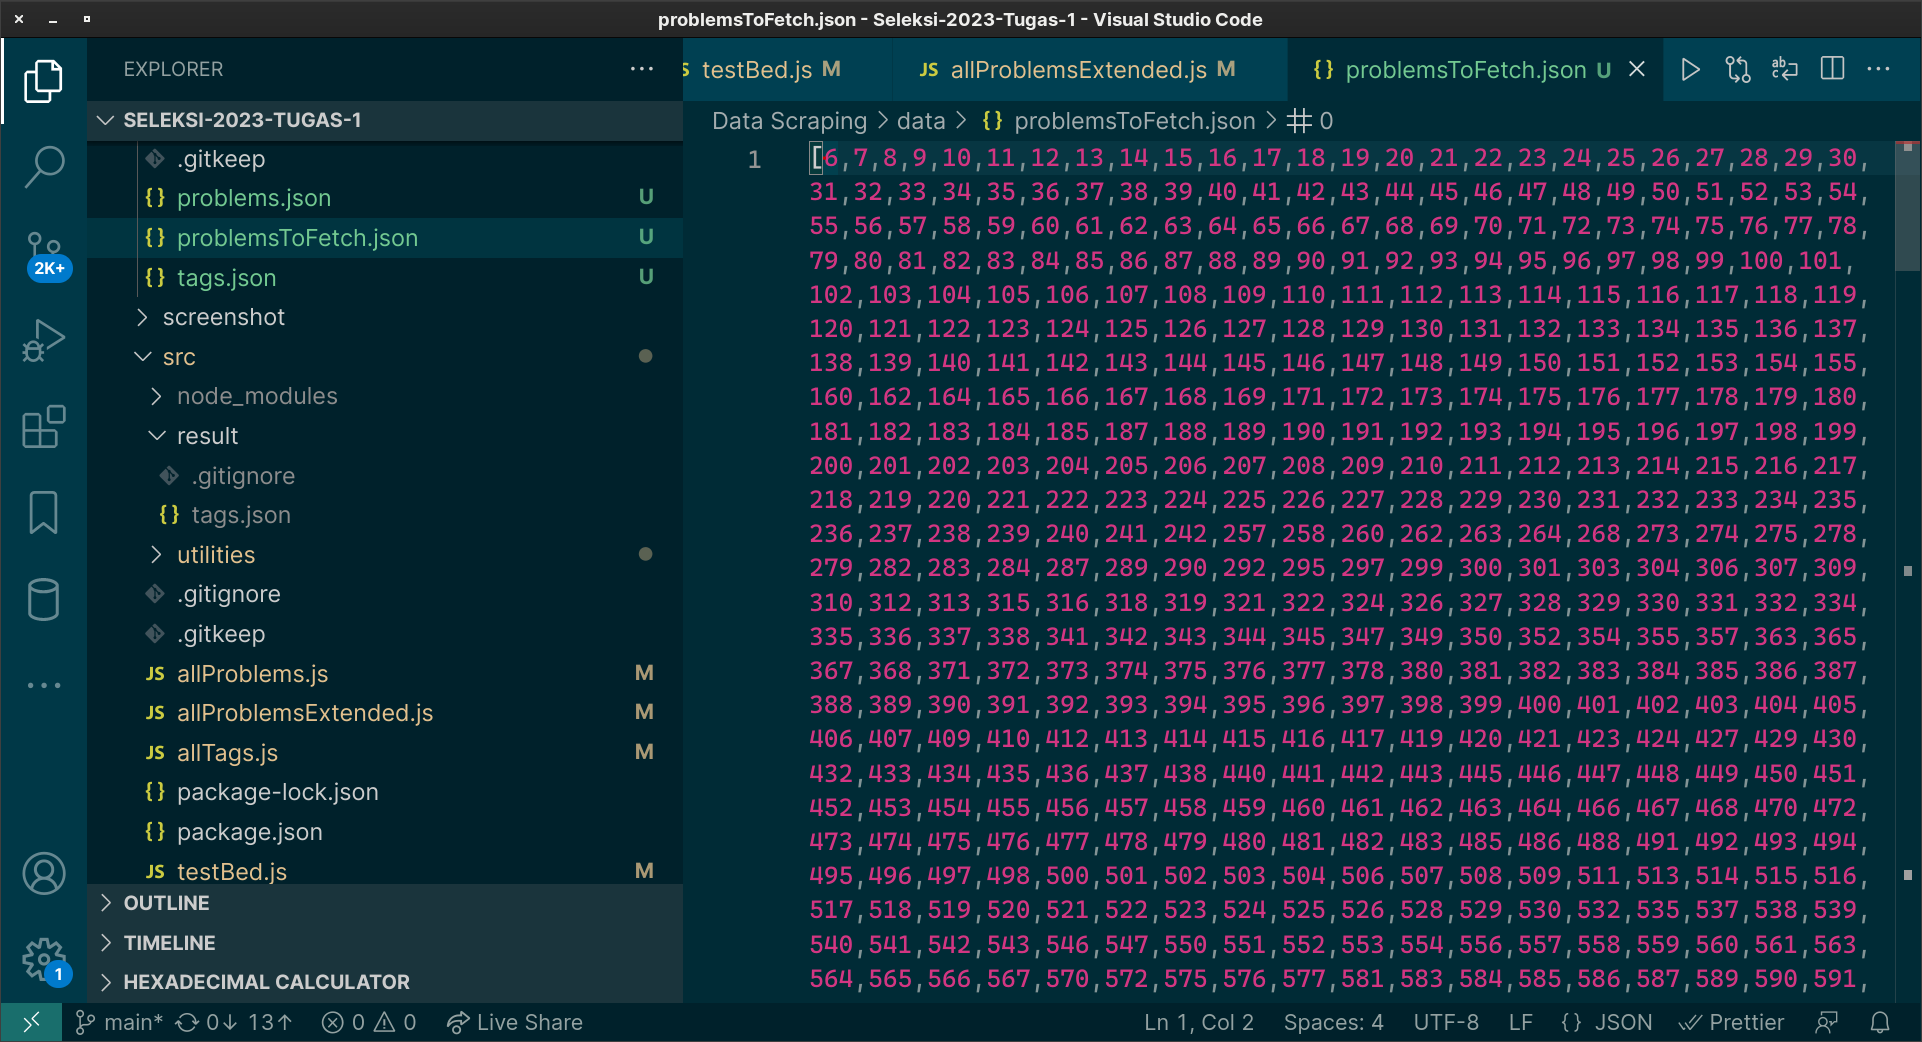 problemsToFetch.json - Seleksi-2023-Tugas-1 - Visual Studio Code
EXPLORER
SELEKSI-2023-TUGAS-1
.gitkeep
{} problems.json U
{} problemsToFetch.json U
{} tags.json U
screenshot
src
node_modules
result
.gitignore
{} tags.json
utilities
.gitignore
.gitkeep
JS allProblems.js M
JS allProblemsExtended.js M
JS allTags.js M
{} package-lock.json
{} package.json
JS testBed.js M
OUTLINE
TIMELINE
HEXADECIMAL CALCULATOR
2K+
1
S testBed.js M
JS allProblemsExtended.js M
{} problemsToFetch.json U
Data Scraping > data > {} problemsToFetch.json > # 0
1 [6,7,8,9,10,11,12,13,14,15,16,17,18,19,20,21,22,23,24,25,26,27,28,29,30,
31,32,33,34,35,36,37,38,39,40,41,42,43,44,45,46,47,48,49,50,51,52,53,54,
55,56,57,58,59,60,61,62,63,64,65,66,67,68,69,70,71,72,73,74,75,76,77,78,
79,80,81,82,83,84,85,86,87,88,89,90,91,92,93,94,95,96,97,98,99,100,101,
102,103,104,105,106,107,108,109,110,111,112,113,114,115,116,117,118,119,
120,121,122,123,124,125,126,127,128,129,130,131,132,133,134,135,136,137,
138,139,140,141,142,143,144,145,146,147,148,149,150,151,152,153,154,155,
160,162,164,165,166,167,168,169,171,172,173,174,175,176,177,178,179,180,
181,182,183,184,185,187,188,189,190,191,192,193,194,195,196,197,198,199,
200,201,202,203,204,205,206,207,208,209,210,211,212,213,214,215,216,217,
218,219,220,221,222,223,224,225,226,227,228,229,230,231,232,233,234,235,
236,237,238,239,240,241,242,257,258,260,262,263,264,268,273,274,275,278,
279,282,283,284,287,289,290,292,295,297,299,300,301,303,304,306,307,309,
310,312,313,315,316,318,319,321,322,324,326,327,328,329,330,331,332,334,
335,336,337,338,341,342,343,344,345,347,349,350,352,354,355,357,363,365,
367,368,371,372,373,374,375,376,377,378,380,381,382,383,384,385,386,387,
388,389,390,391,392,393,394,395,396,397,398,399,400,401,402,403,404,405,
406,407,409,410,412,413,414,415,416,417,419,420,421,423,424,427,429,430,
432,433,434,435,436,437,438,440,441,442,443,445,446,447,448,449,450,451,
452,453,454,455,456,457,458,459,460,461,462,463,464,466,467,468,470,472,
473,474,475,476,477,478,479,480,481,482,483,485,486,488,491,492,493,494,
495,496,497,498,500,501,502,503,504,506,507,508,509,511,513,514,515,516,
517,518,519,520,521,522,523,524,525,526,528,529,530,532,535,537,538,539,
540,541,542,543,546,547,550,551,552,553,554,556,557,558,559,560,561,563,
564,565,566,567,570,572,575,576,577,581,583,584,585,586,587,589,590,591,
main* 0↓ 13↑ 0 0 Live Share Ln 1, Col 2 Spaces: 4 UTF-8 LF {} JSON Prettier